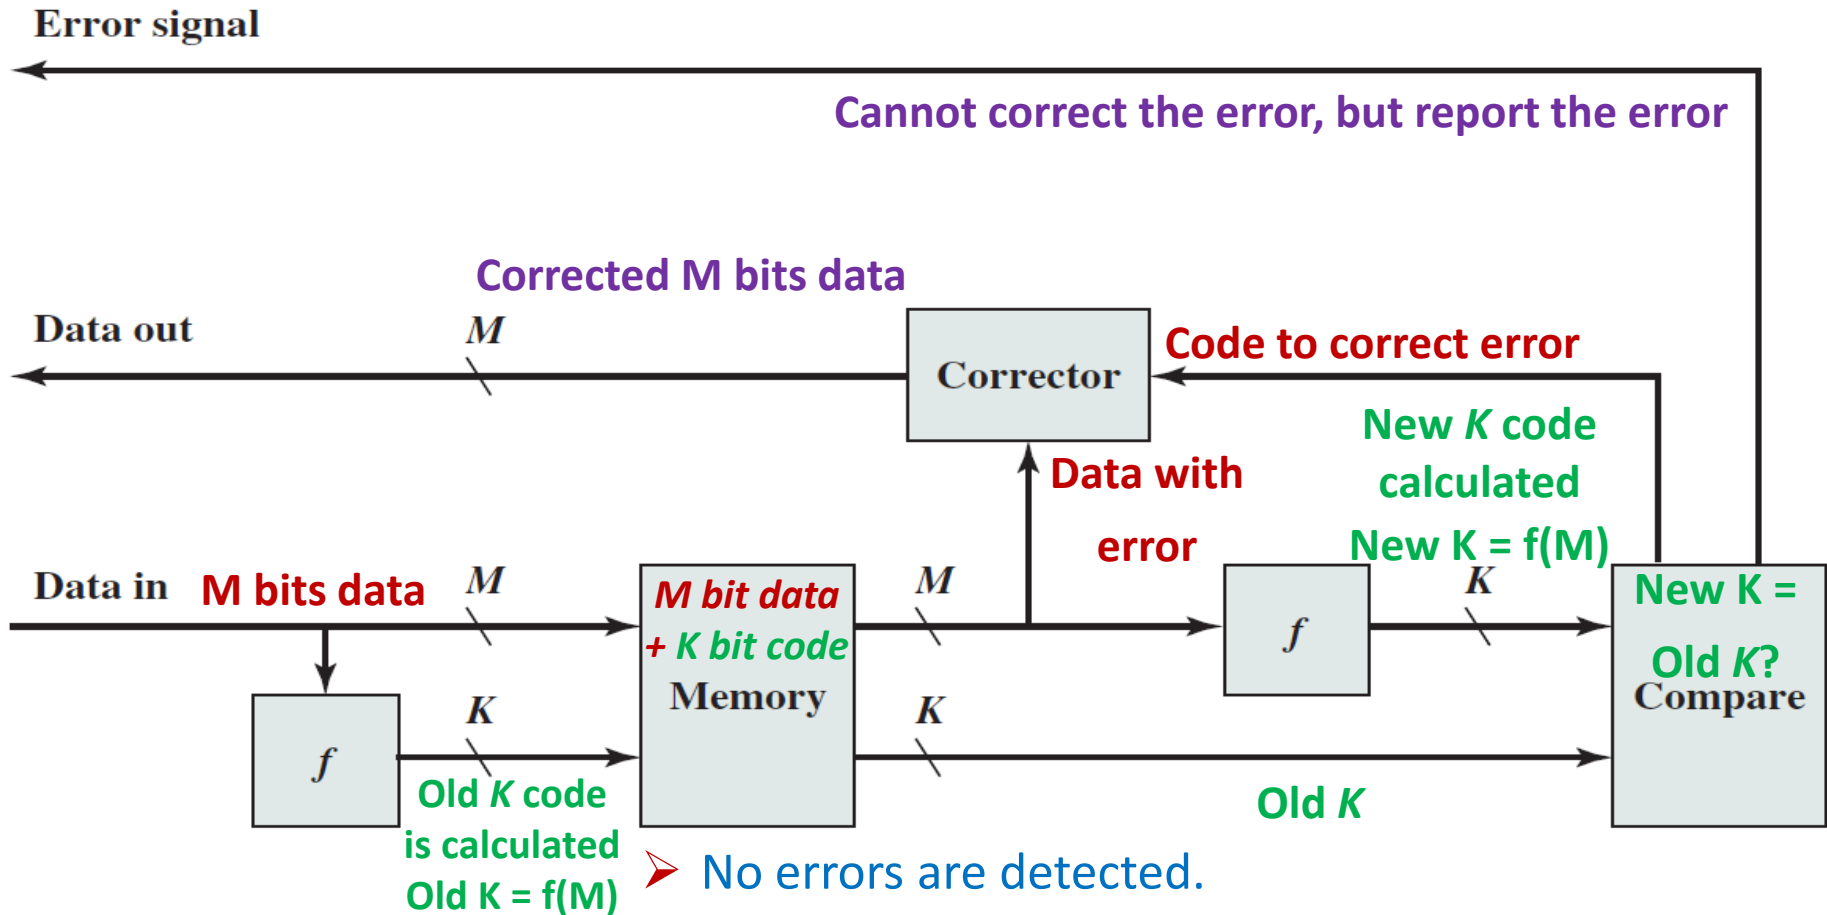 Error signal
Cannot correct the error, but report the error
Corrected M bits data
Data out
M
Corrector
Code to correct error
New K code
calculated
New K = f(M)
Data with
error
Data in
M bits data
M
M bit data
+ K bit code
Memory
M
f
K
New K =
Old K?
Compare
f
K
Old K code
is calculated
Old K = f(M)
K
Old K
➢ No errors are detected.